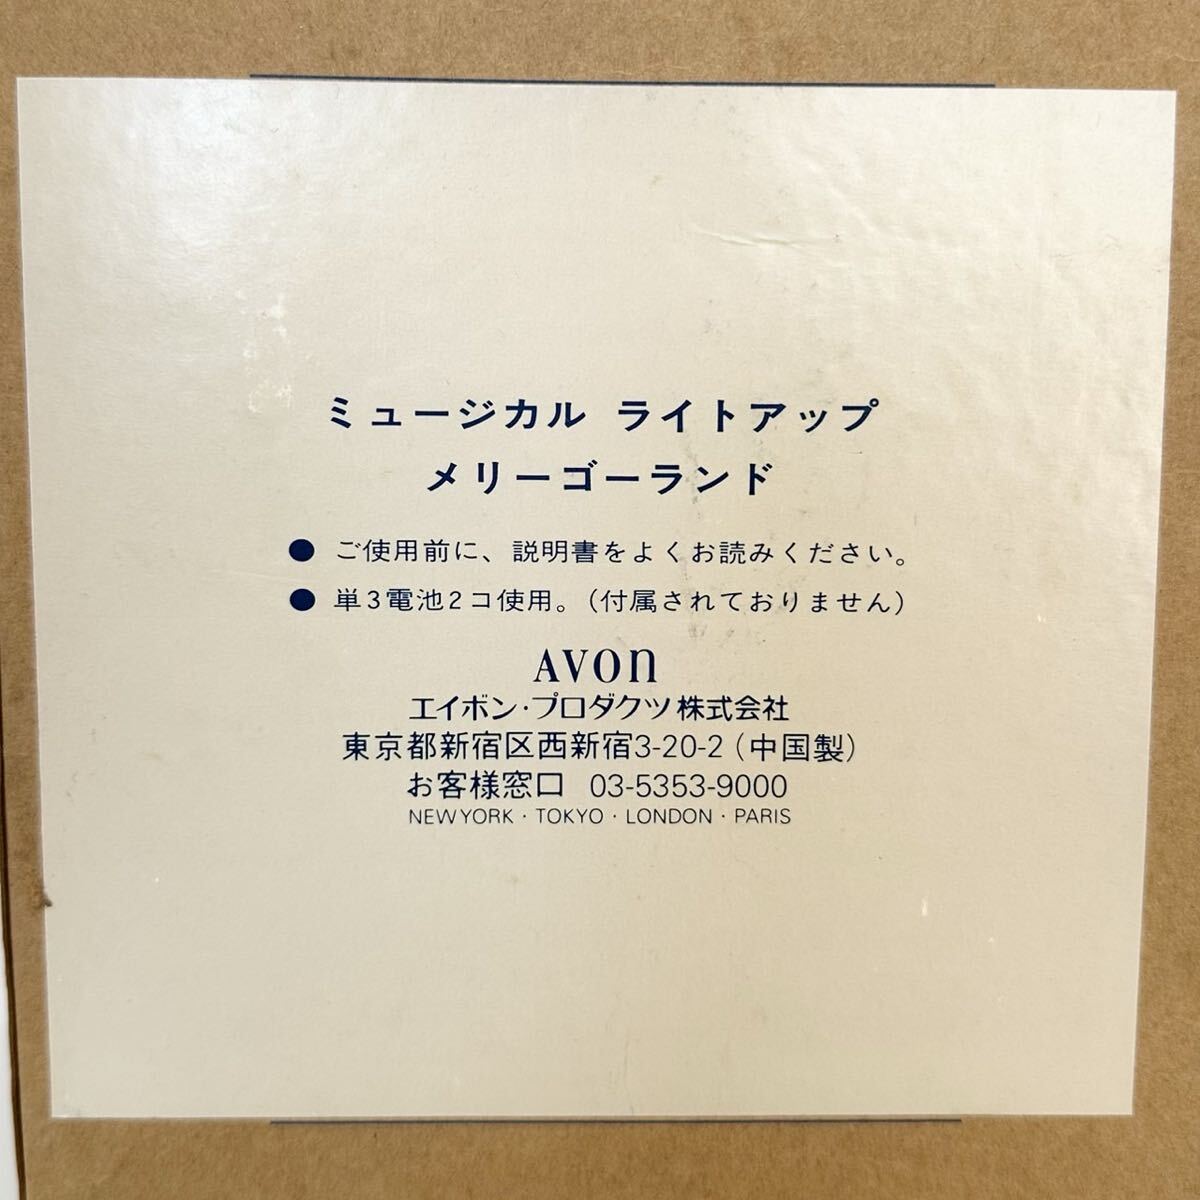 ミュージカル ライトアップ
メリーゴーランド
● ご使用前に、説明書をよくお読みください。
● 単3電池2コ使用。(付属されておりません)
AVON
エイボン・プロダクツ株式会社
東京都新宿区西新宿3-20-2(中国製)
お客様窓口 03-5353-9000
NEW YORK・TOKYO・LONDON・PARIS